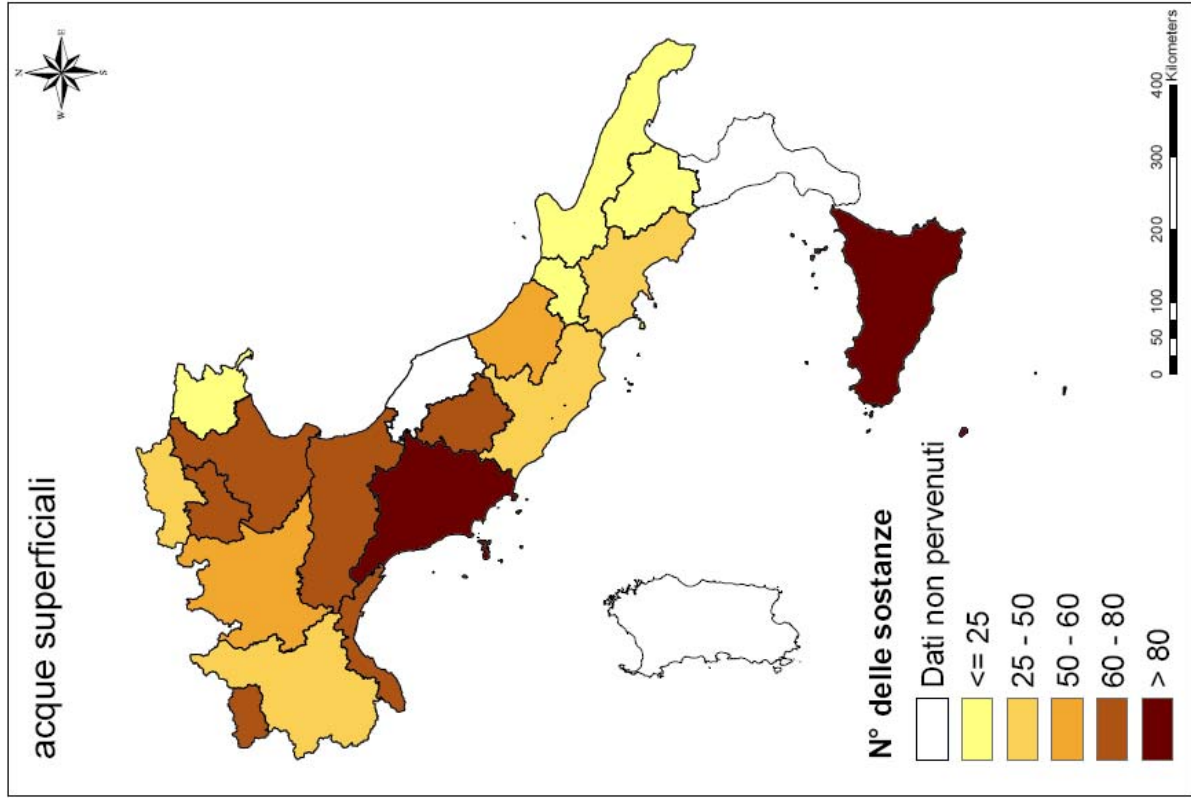 acque superficiali
N
W
E
S
N° delle sostanze
Dati non pervenuti
<= 25
25 - 50
50 - 60
60 - 80
> 80
0 50 100 200 300 400
Kilometers